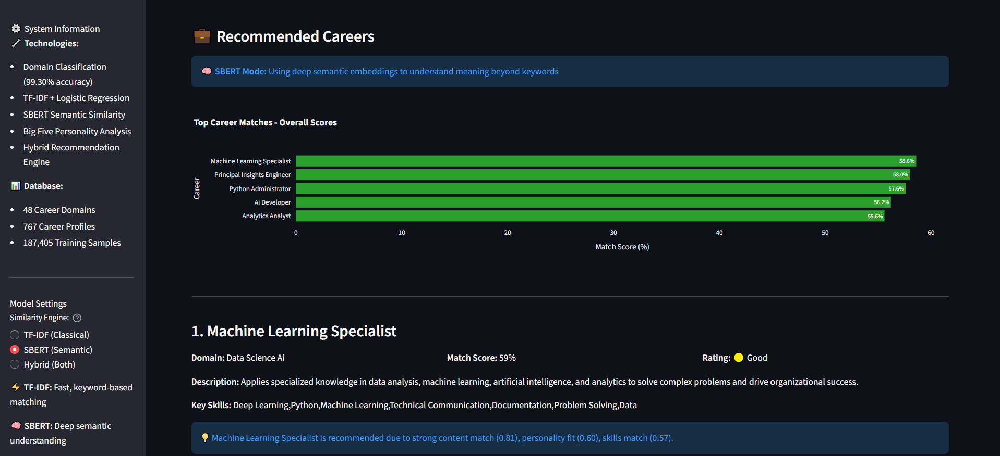 System Information
Technologies:
• Domain Classification
(99.30% accuracy)
• TF-IDF + Logistic Regression
• SBERT Semantic Similarity
• Big Five Personality Analysis
• Hybrid Recommendation
Engine
Database:
• 48 Career Domains
• 767 Career Profiles
• 187,405 Training Samples
Model Settings
Similarity Engine: ?
TF-IDF (Classical)
SBERT (Semantic)
Hybrid (Both)
⚡ TF-IDF: Fast, keyword-based
matching
🧠 SBERT: Deep semantic
understanding
Recommended Careers
🧠 SBERT Mode: Using deep semantic embeddings to understand meaning beyond keywords
Top Career Matches - Overall Scores
Career
Machine Learning Specialist 58.6%
Principal Insights Engineer 58.0%
Python Administrator 57.6%
Ai Developer 56.2%
Analytics Analyst 55.6%
0 10 20 30 40 50 60
Match Score (%)
1. Machine Learning Specialist
Domain: Data Science Ai Match Score: 59% Rating: 🟡 Good
Description: Applies specialized knowledge in data analysis, machine learning, artificial intelligence, and analytics to solve complex problems and drive organizational success.
Key Skills: Deep Learning,Python,Machine Learning,Technical Communication,Documentation,Problem Solving,Data
💡 Machine Learning Specialist is recommended due to strong content match (0.81), personality fit (0.60), skills match (0.57).